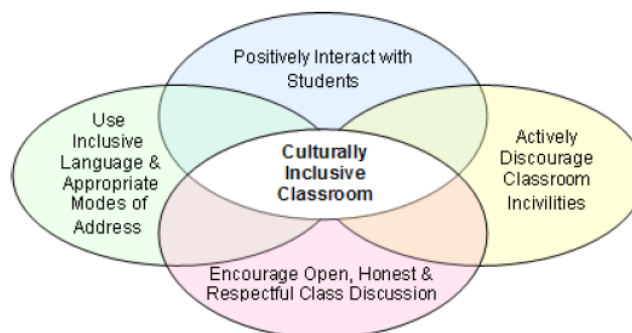 Positively Interact with
Students
Use
Inclusive
Language &
Appropriate
Modes of
Address
Culturally
Inclusive
Classroom
Actively
Discourage
Classroom
Incivilities
Encourage Open, Honest &
Respectful Class Discussion